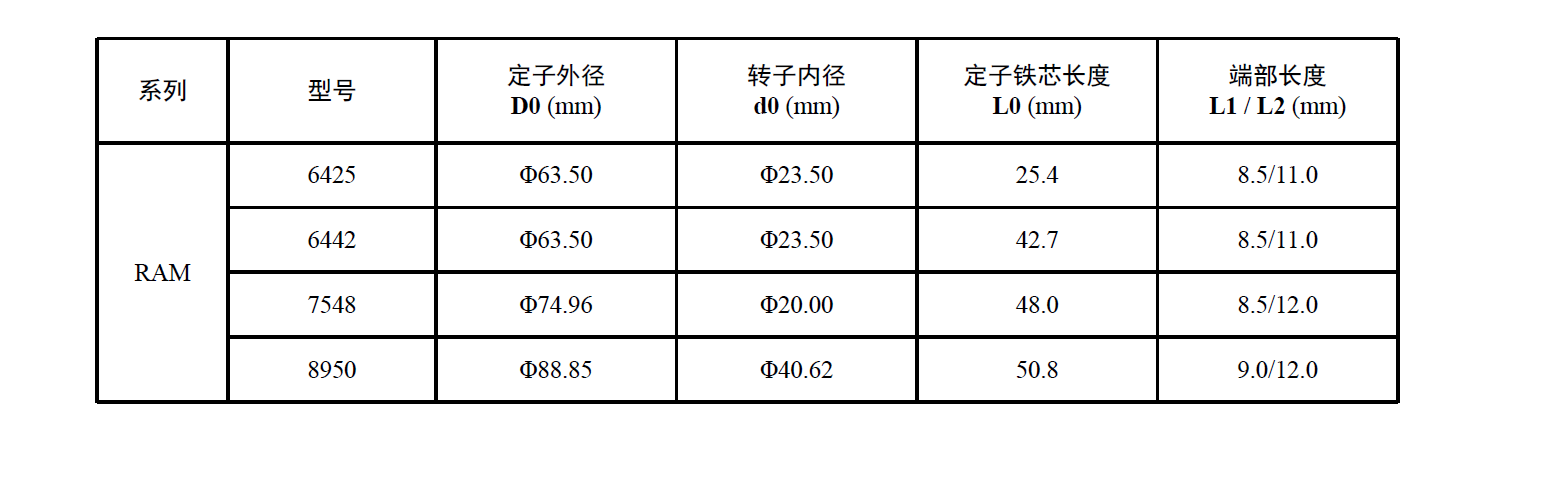 系列 型号 定子外径 转子内径 定子铁芯长度 端部长度
D0 (mm) d0 (mm) L0 (mm) L1 / L2 (mm)
6425 Φ63.50 Φ23.50 25.4 8.5/11.0
6442 Φ63.50 Φ23.50 42.7 8.5/11.0
RAM
7548 Φ74.96 Φ20.00 48.0 8.5/12.0
8950 Φ88.85 Φ40.62 50.8 9.0/12.0